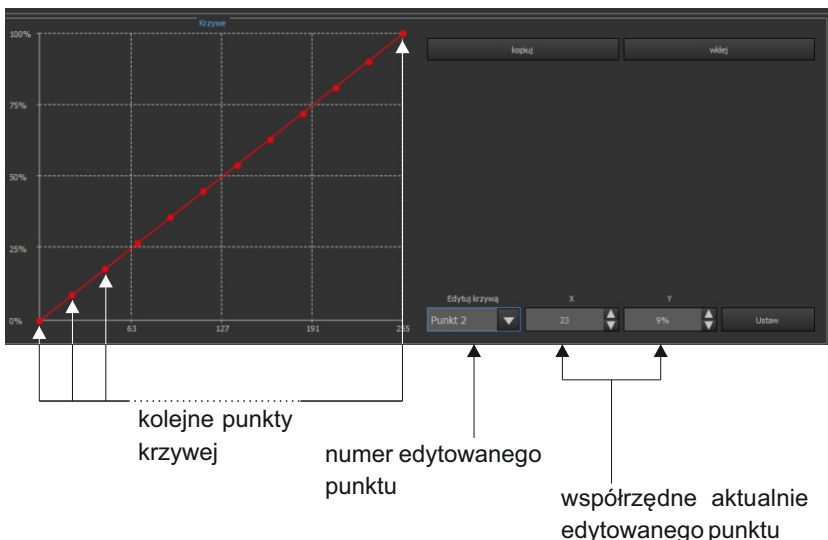 Krzywe
100%
75%
50%
25%
0%
63
127
191
255
kopiuj
wklej
Edytuj krzywą
X
Y
Punkt 2
23
9%
Ustaw
kolejne punkty
krzywej
numer edytowanego
punktu
współrzędne aktualnie
edytowanego punktu